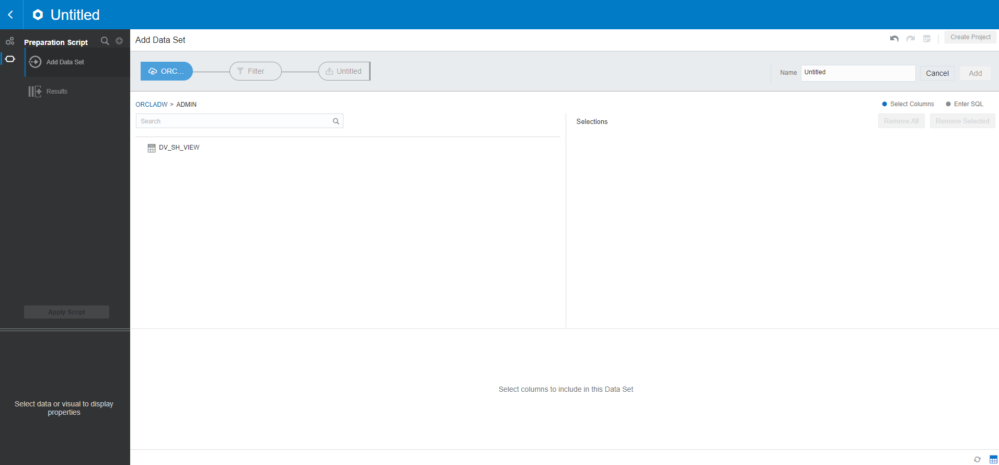 Untitled
Preparation Script
Add Data Set
Results
Apply Script
Select data or visual to display
properties
Add Data Set
Create Project
ORC...
Filter
Untitled
Name
Untitled
Cancel
Add
ORCLADW > ADMIN
Select Columns
Enter SQL
Search
Selections
Remove All
Remove Selected
DV_SH_VIEW
Select columns to include in this Data Set